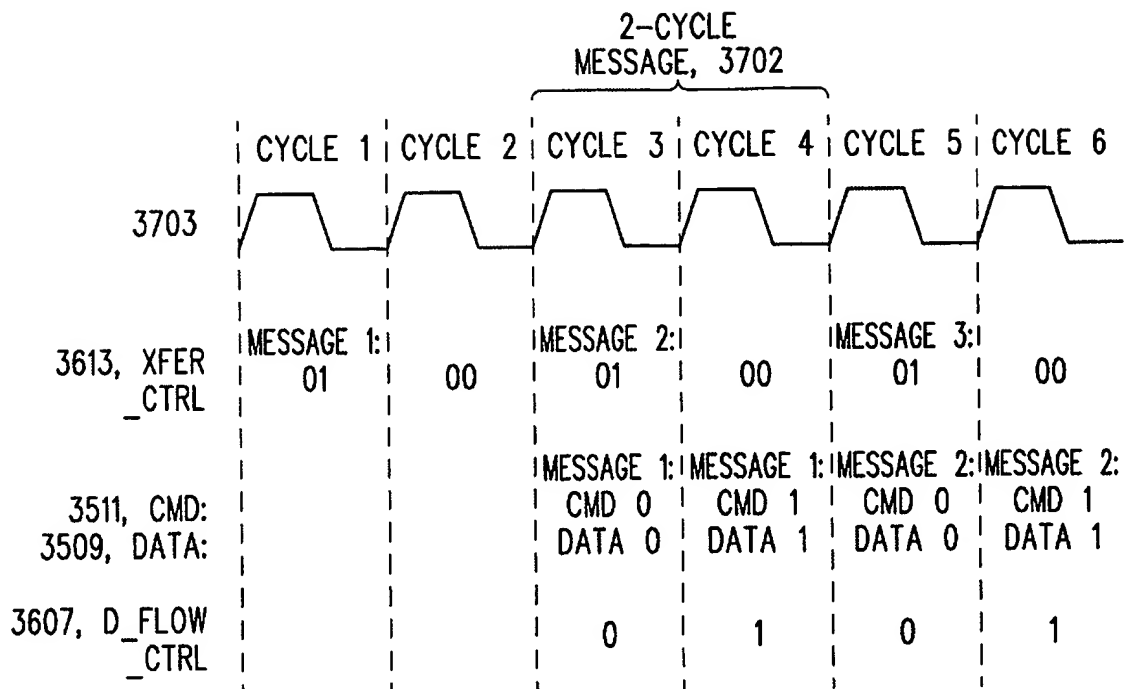 2-CYCLE
MESSAGE, 3702
CYCLE 1 CYCLE 2 CYCLE 3 CYCLE 4 CYCLE 5 CYCLE 6
3703
MESSAGE 1: MESSAGE 2: MESSAGE 3:
3613, XFER 01 00 01 00 01 00
_CTRL
MESSAGE 1: MESSAGE 1: MESSAGE 2: MESSAGE 2:
3511, CMD: CMD 0 CMD 1 CMD 0 CMD 1
3509, DATA: DATA 0 DATA 1 DATA 0 DATA 1
3607, D_FLOW 0 1 0 1
_CTRL